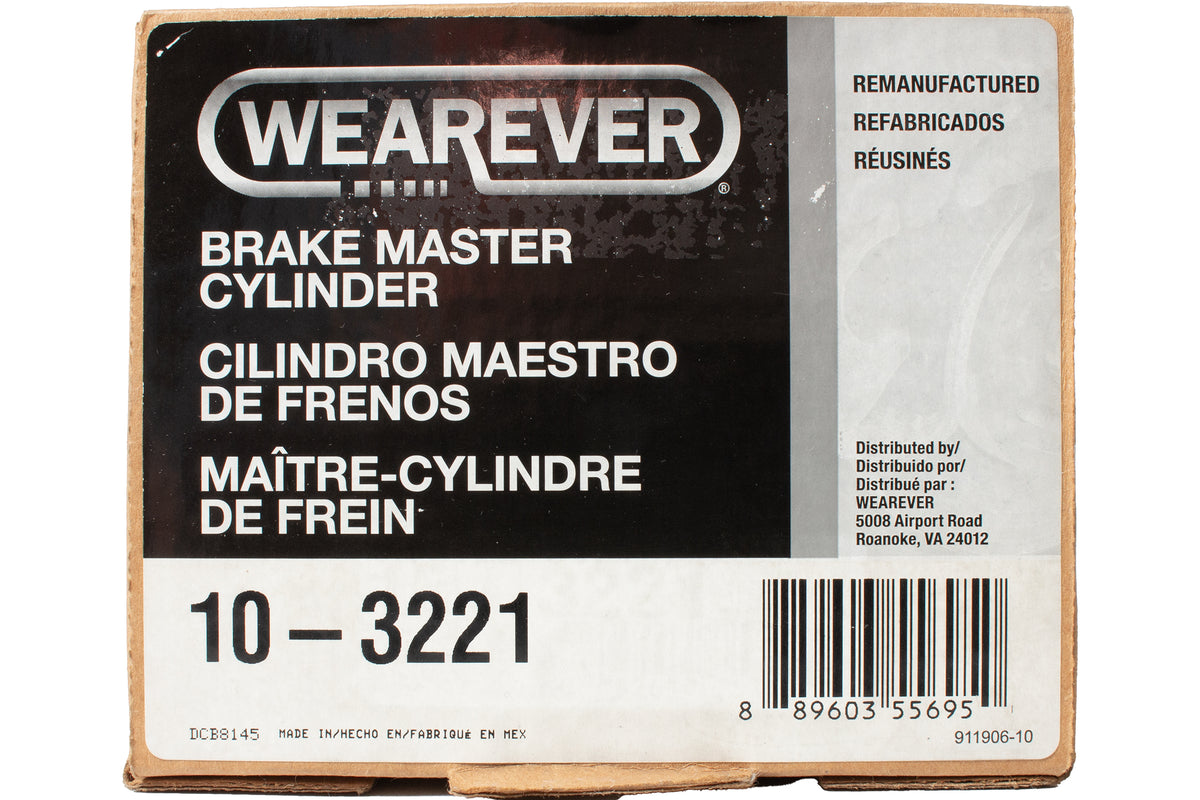 WEAREVER®
BRAKE MASTER
CYLINDER
CILINDRO MAESTRO
DE FRENOS
MAÎTRE-CYLINDRE
DE FREIN
REMANUFACTURED
REFABRICADOS
RÉUSINÉS
Distributed by/
Distribuido por/
Distribué par :
WEAREVER
5008 Airport Road
Roanoke, VA 24012
10 – 3221
8 89603 55695
DCB8145 MADE IN/HECHO EN/FABRIQUé EN MEX
911906-10